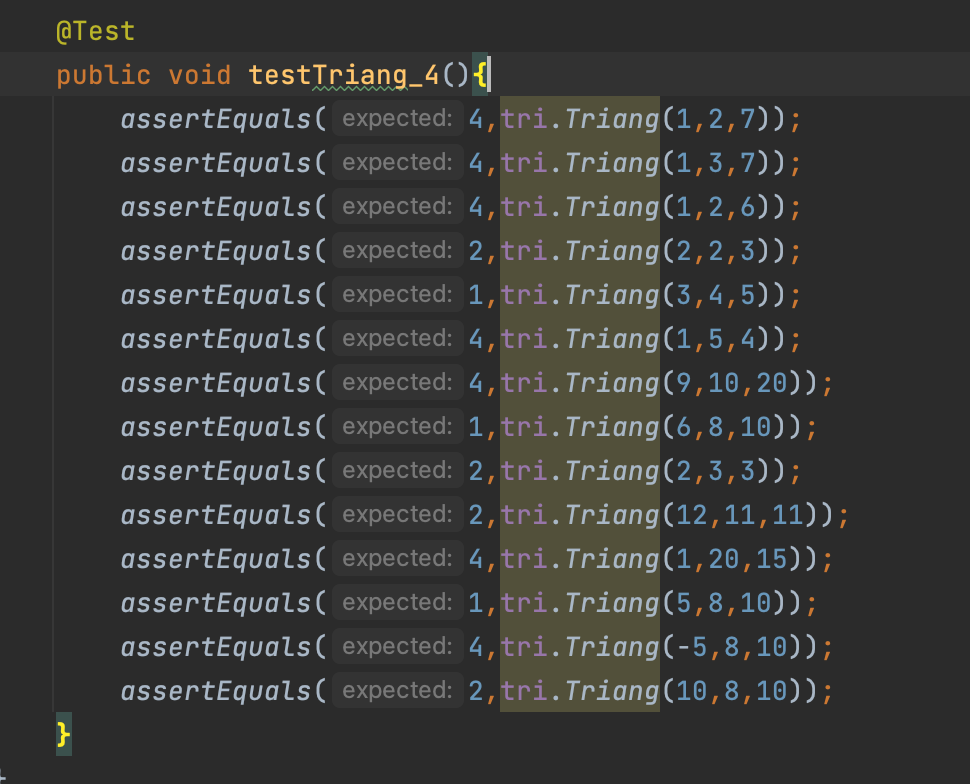 @Test
public void testTriang_4(){
assertEquals( expected: 4,tri.Triang(1,2,7));
assertEquals( expected: 4,tri.Triang(1,3,7));
assertEquals( expected: 4,tri.Triang(1,2,6));
assertEquals( expected: 2,tri.Triang(2,2,3));
assertEquals( expected: 1,tri.Triang(3,4,5));
assertEquals( expected: 4,tri.Triang(1,5,4));
assertEquals( expected: 4,tri.Triang(9,10,20));
assertEquals( expected: 1,tri.Triang(6,8,10));
assertEquals( expected: 2,tri.Triang(2,3,3));
assertEquals( expected: 2,tri.Triang(12,11,11));
assertEquals( expected: 4,tri.Triang(1,20,15));
assertEquals( expected: 1,tri.Triang(5,8,10));
assertEquals( expected: 4,tri.Triang(-5,8,10));
assertEquals( expected: 2,tri.Triang(10,8,10));
}